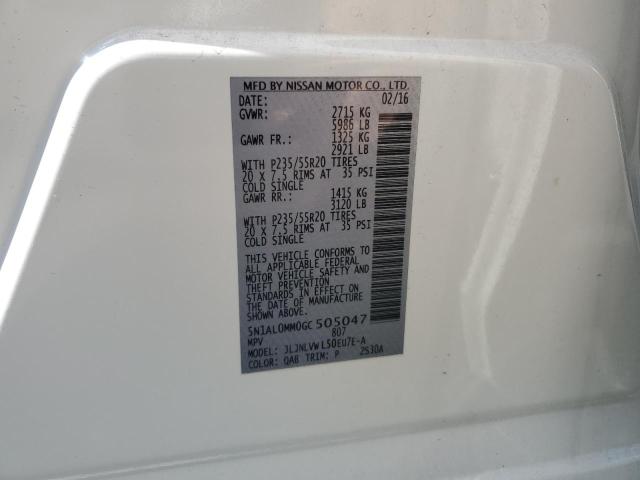 MFD BY NISSAN MOTOR CO., LTD.
DATE: 02/16
GVWR: 2715 KG
5986 LB
GAWR FR.: 1325 KG
2921 LB
WITH P235/55R20 TIRES
20 x 7.5 RIMS AT 35 PSI
COLD SINGLE
GAWR RR.: 1415 KG
3120 LB
WITH P235/55R20 TIRES
20 x 7.5 RIMS AT 35 PSI
COLD SINGLE
THIS VEHICLE CONFORMS TO
ALL APPLICABLE FEDERAL
MOTOR VEHICLE SAFETY AND
THEFT PREVENTION
STANDARDS IN EFFECT ON
THE DATE OF MANUFACTURE
SHOWN ABOVE.
5N1AL0MM0GC505047
MPV 807
MODEL: JLJNLVWL50EU7E-A
COLOR: QAB TRIM: P 2530A